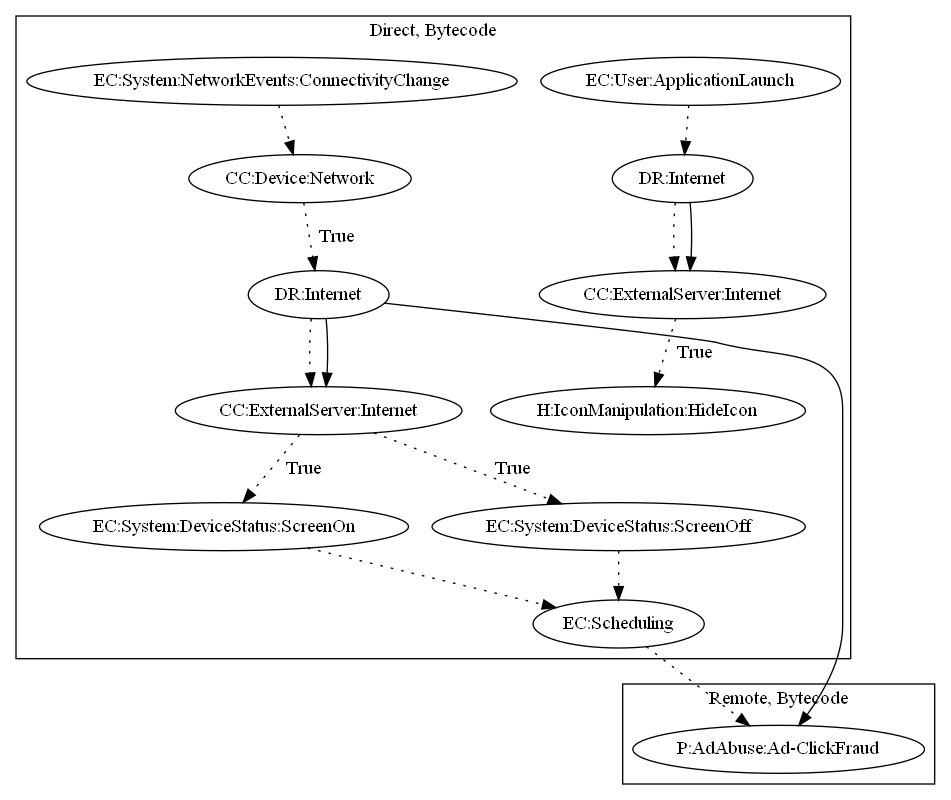 Direct, Bytecode
EC:System:NetworkEvents:ConnectivityChange
EC:User:ApplicationLaunch
CC:Device:Network
DR:Internet
True
DR:Internet
CC:ExternalServer:Internet
True
CC:ExternalServer:Internet
H:IconManipulation:HideIcon
True
True
EC:System:DeviceStatus:ScreenOn
EC:System:DeviceStatus:ScreenOff
EC:Scheduling
Remote, Bytecode
P:AdAbuse:Ad-ClickFraud